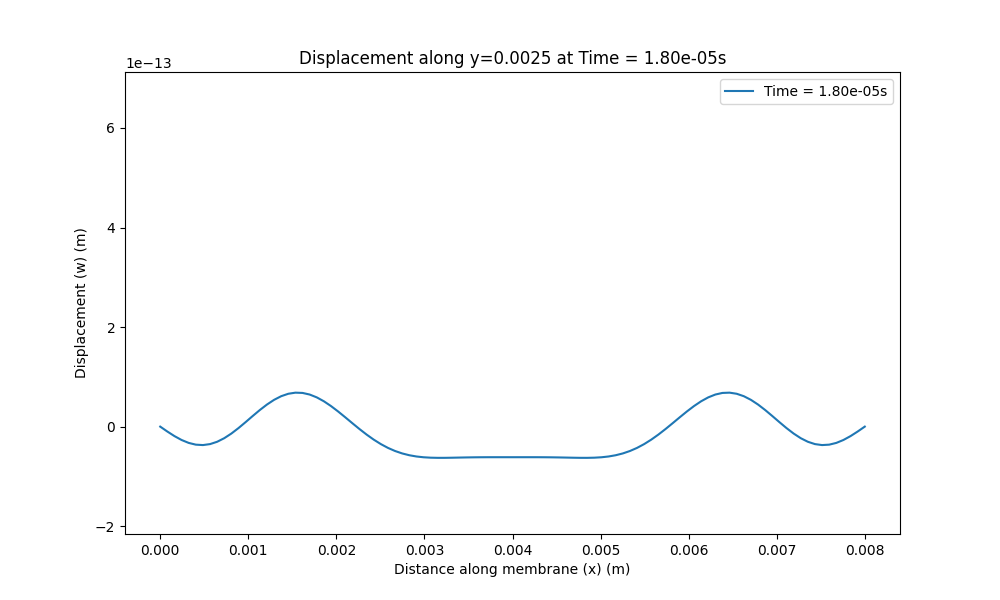 Displacement along y=0.0025 at Time = 1.80e-05s
1e−13
Time = 1.80e-05s
6
4
2
0
−2
Displacement (w) (m)
0.000 0.001 0.002 0.003 0.004 0.005 0.006 0.007 0.008
Distance along membrane (x) (m)